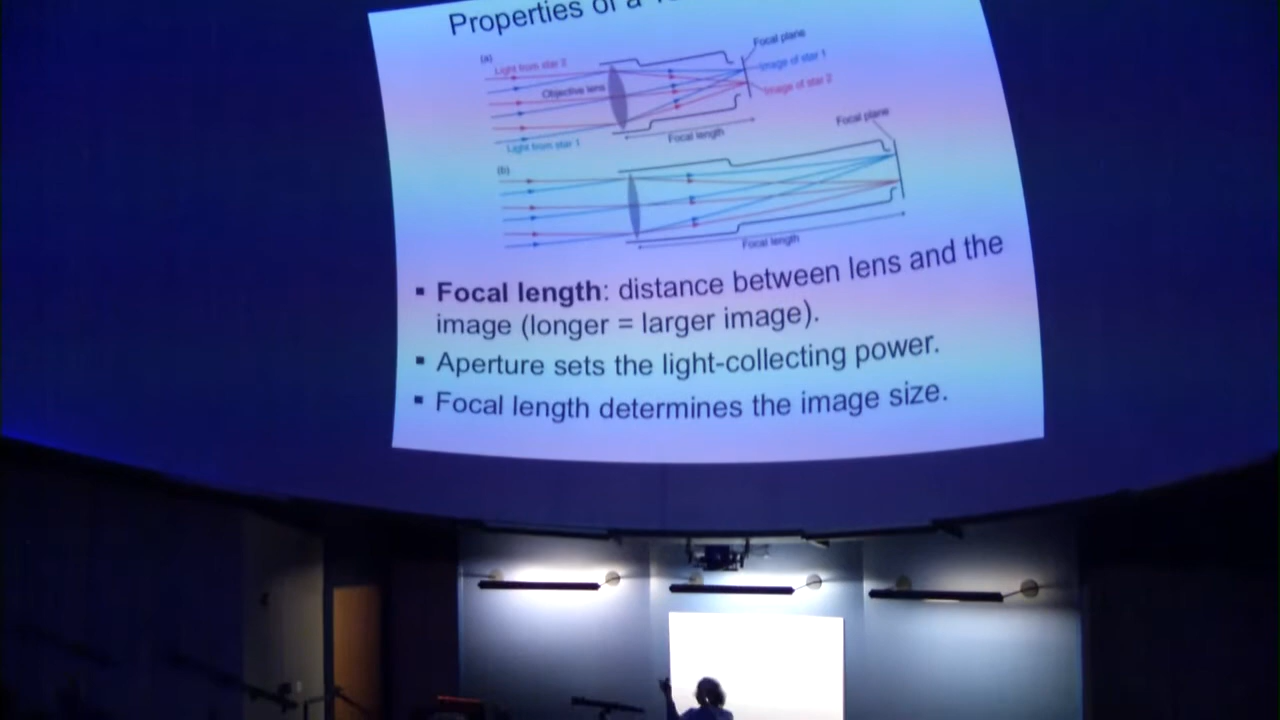 Properties of a
(a)
Focal plane
Light from star 2
Image of star 1
Objective lens
Image of star 2
Focal length
Focal plane
Light from star 1
(b)
Focal length
▪ Focal length: distance between lens and the
image (longer = larger image).
▪ Aperture sets the light-collecting power.
▪ Focal length determines the image size.